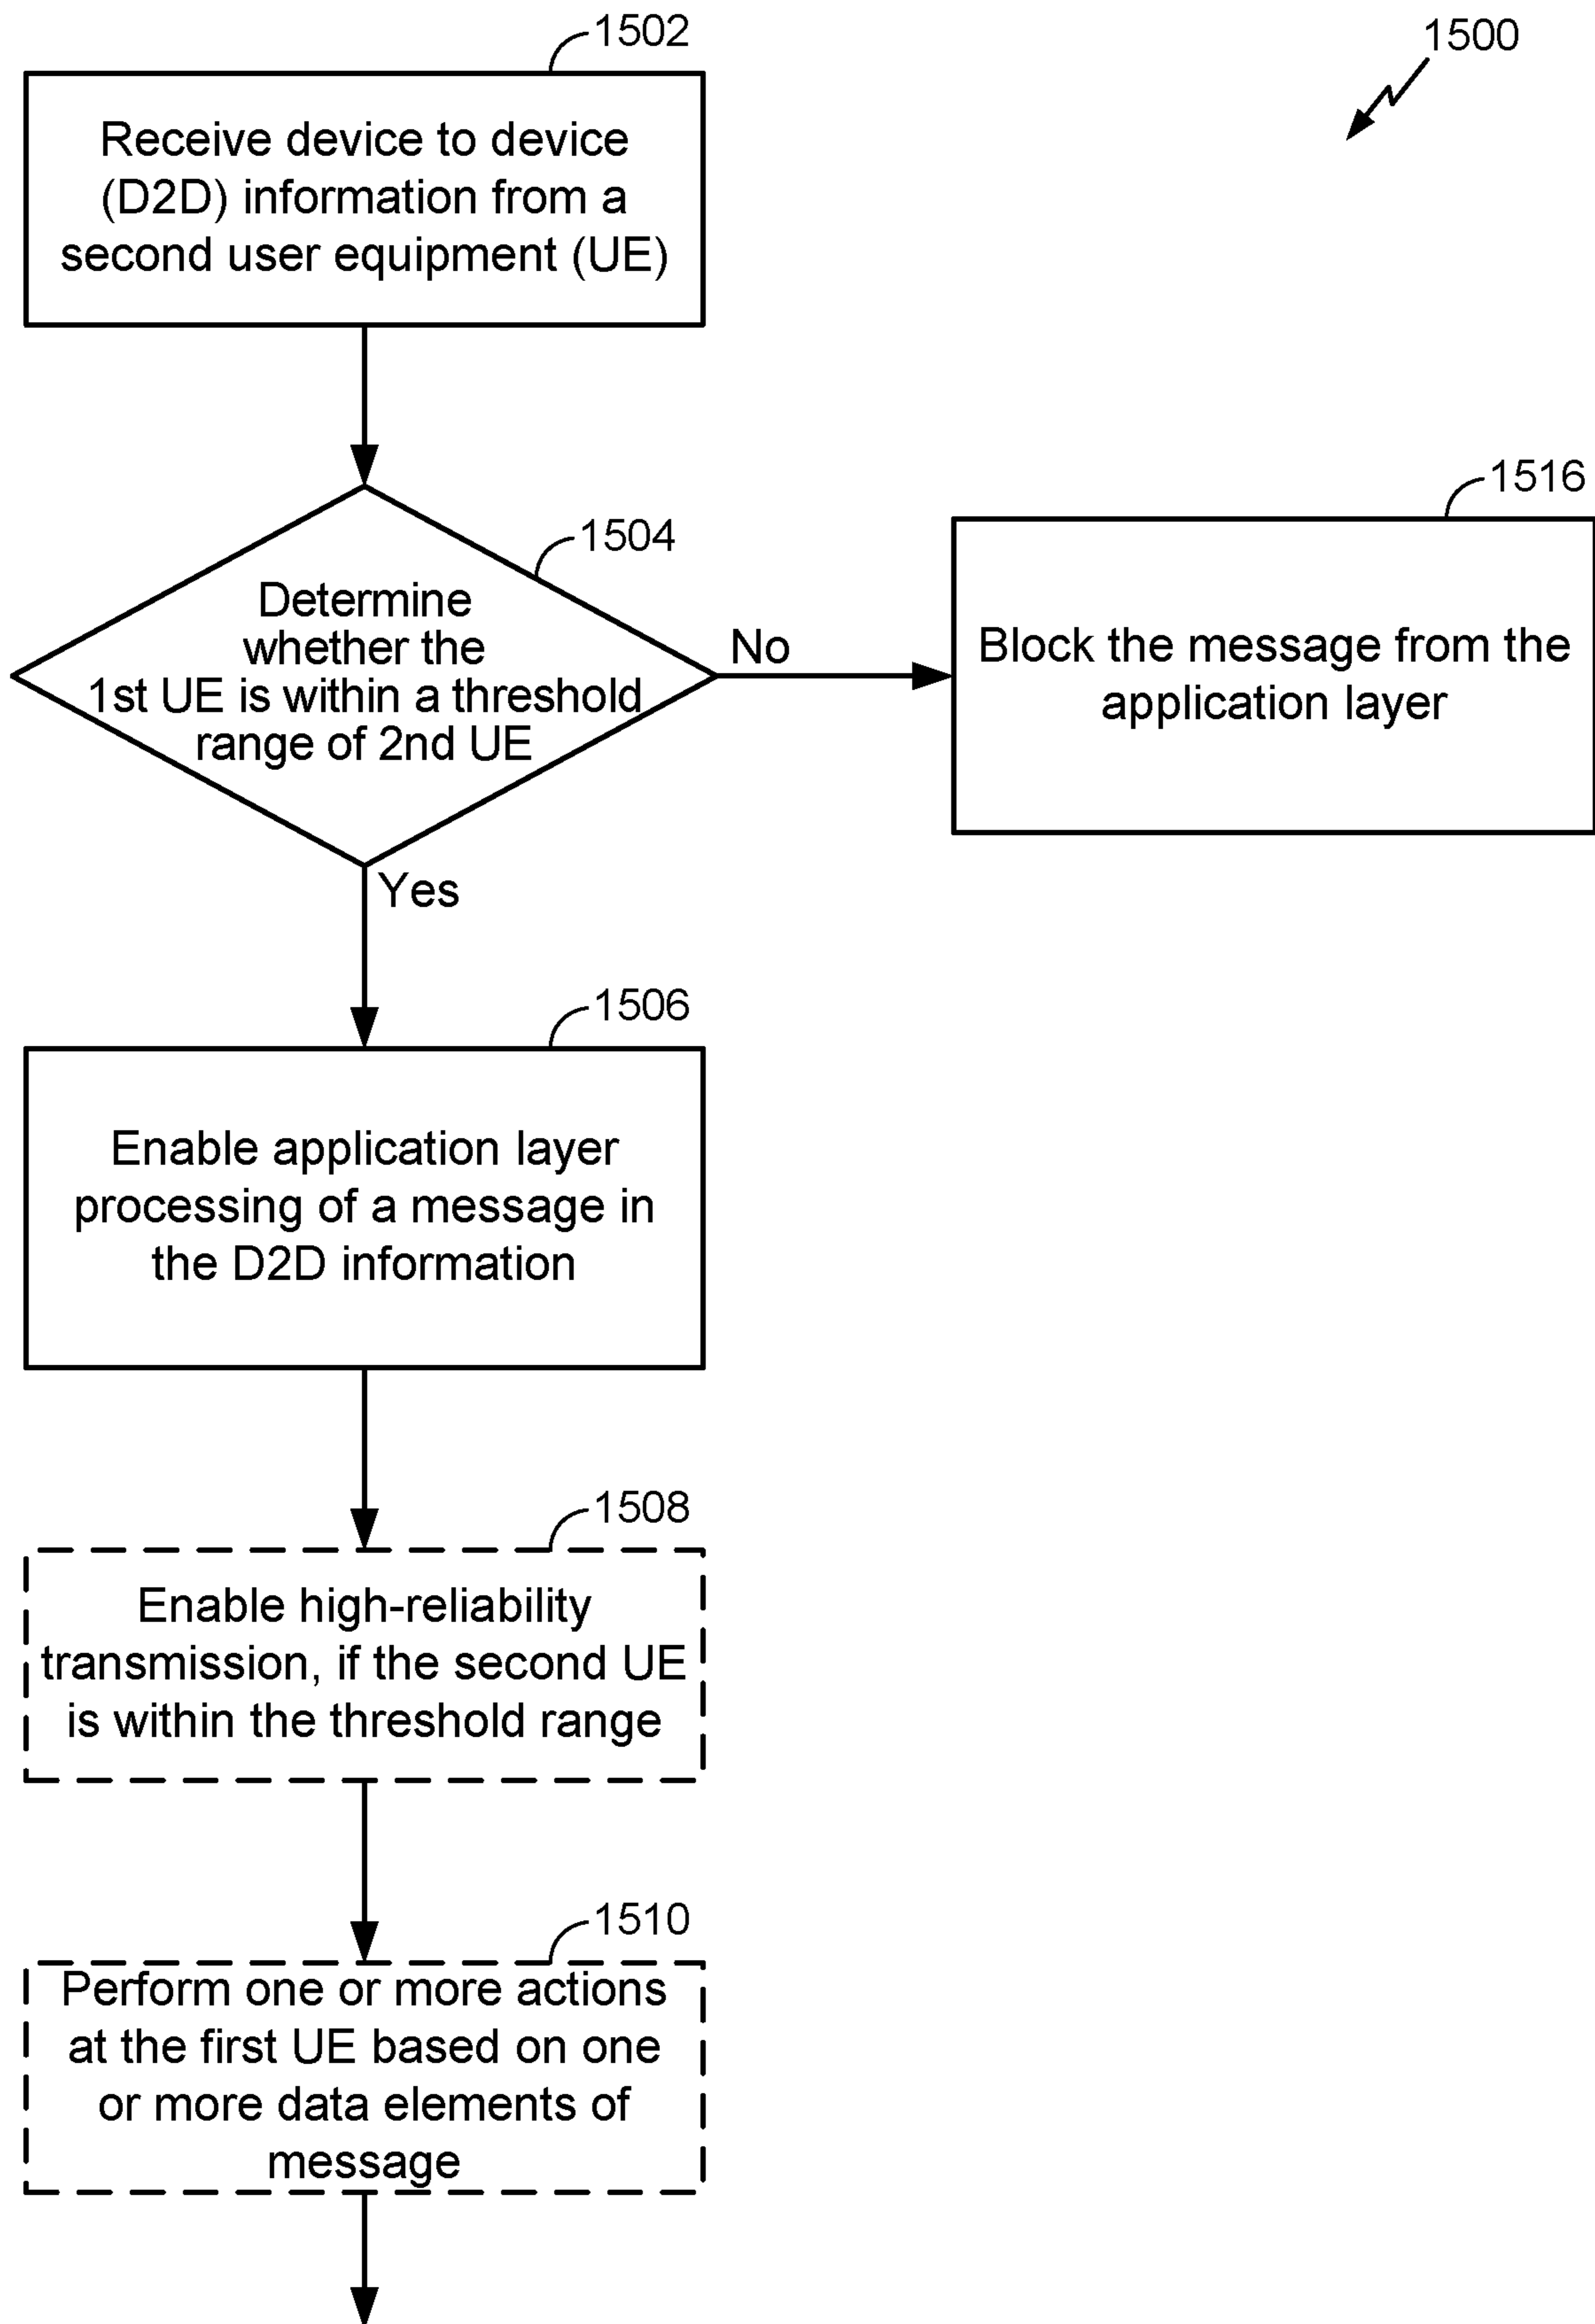 1502
1500
Receive device to device
(D2D) information from a
second user equipment (UE)
1504
Determine
whether the
1st UE is within a threshold
range of 2nd UE
No
1516
Block the message from the
application layer
Yes
1506
Enable application layer
processing of a message in
the D2D information
1508
Enable high-reliability
transmission, if the second UE
is within the threshold range
1510
Perform one or more actions
at the first UE based on one
or more data elements of
message